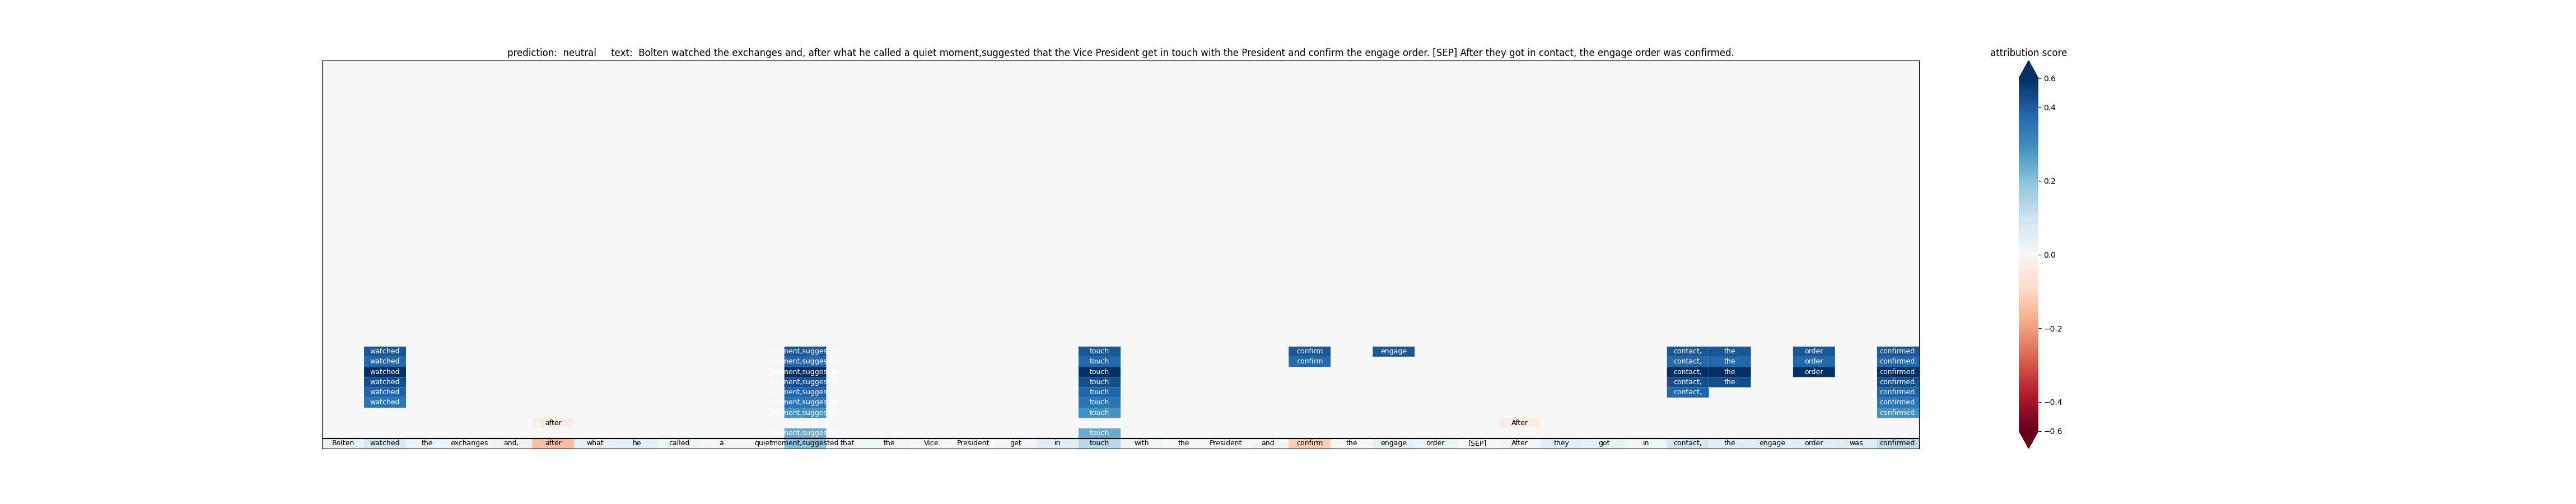 prediction: neutral text: Bolten watched the exchanges and, after what he called a quiet moment,suggested that the Vice President get in touch with the President and confirm the engage order. [SEP] After they got in contact, the engage order was confirmed.
attribution score
0.6
0.4
0.2
0.0
−0.2
−0.4
−0.6
watched ment,sugges touch confirm engage contact, the order confirmed.
watched ment,sugges touch confirm contact, the order confirmed.
watched ment,sugges touch contact, the order confirmed.
watched ment,sugges touch contact, the confirmed.
watched ment,sugges touch contact, confirmed.
watched ment,sugges touch confirmed.
ment,sugges touch confirmed.
after After
ment,sugges touch
Bolten watched the exchanges and, after what he called a quiet moment,suggested that the Vice President get in touch with the President and confirm the engage order. [SEP] After they got in contact, the engage order was confirmed.